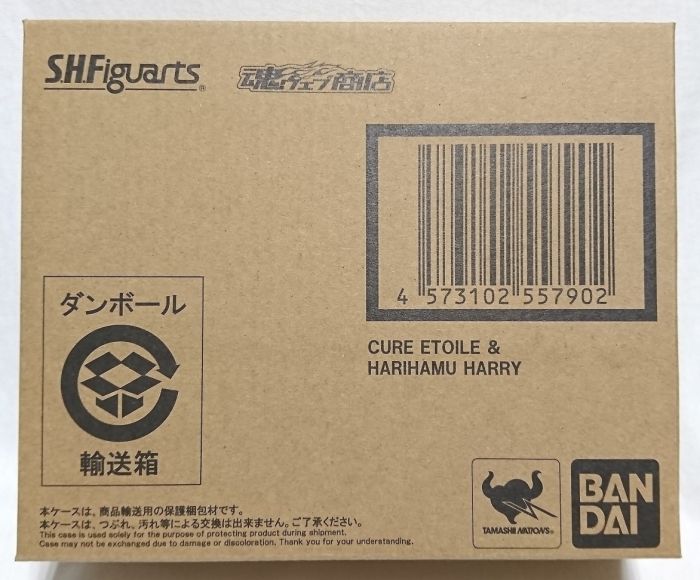 S.H.Figuarts®
魂ウェブ商店
4 573102 557902
CURE ETOILE &
HARIHAMU HARRY
ダンボール
輸送箱
本ケースは、商品輸送用の保護梱包材です。
本ケースは、つぶれ、汚れ等による交換は出来ません。ご了承ください。
This case is used solely for the purpose of protecting product during shipment.
Case may not be exchanged due to damage or discoloration. Thank you for your understanding.
TAMASHII NATIONS®
BAN
DAI